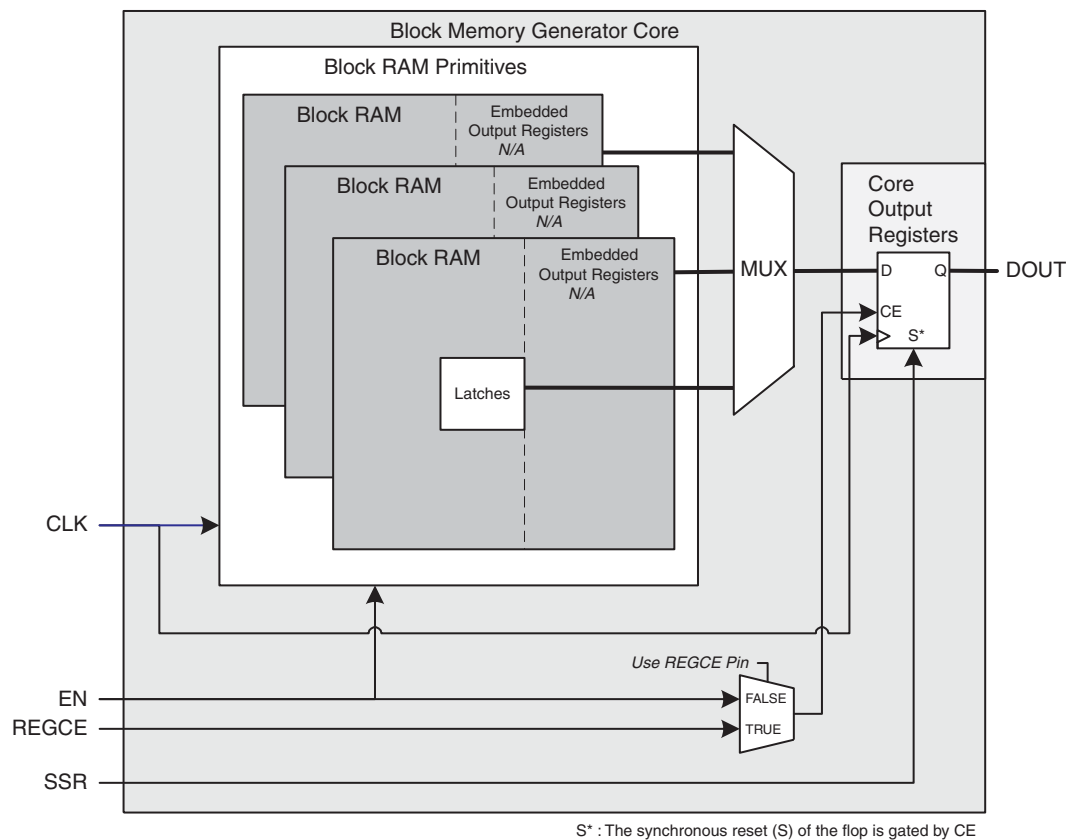 Block Memory Generator Core
Block RAM Primitives
Block RAM
Embedded
Output Registers
N/A
Block RAM
Embedded
Output Registers
N/A
Block RAM
Embedded
Output Registers
N/A
Latches
MUX
Core
Output
Registers
D
Q
CE
S*
DOUT
CLK
Use REGCE Pin
EN
FALSE
REGCE
TRUE
SSR
S* : The synchronous reset (S) of the flop is gated by CE